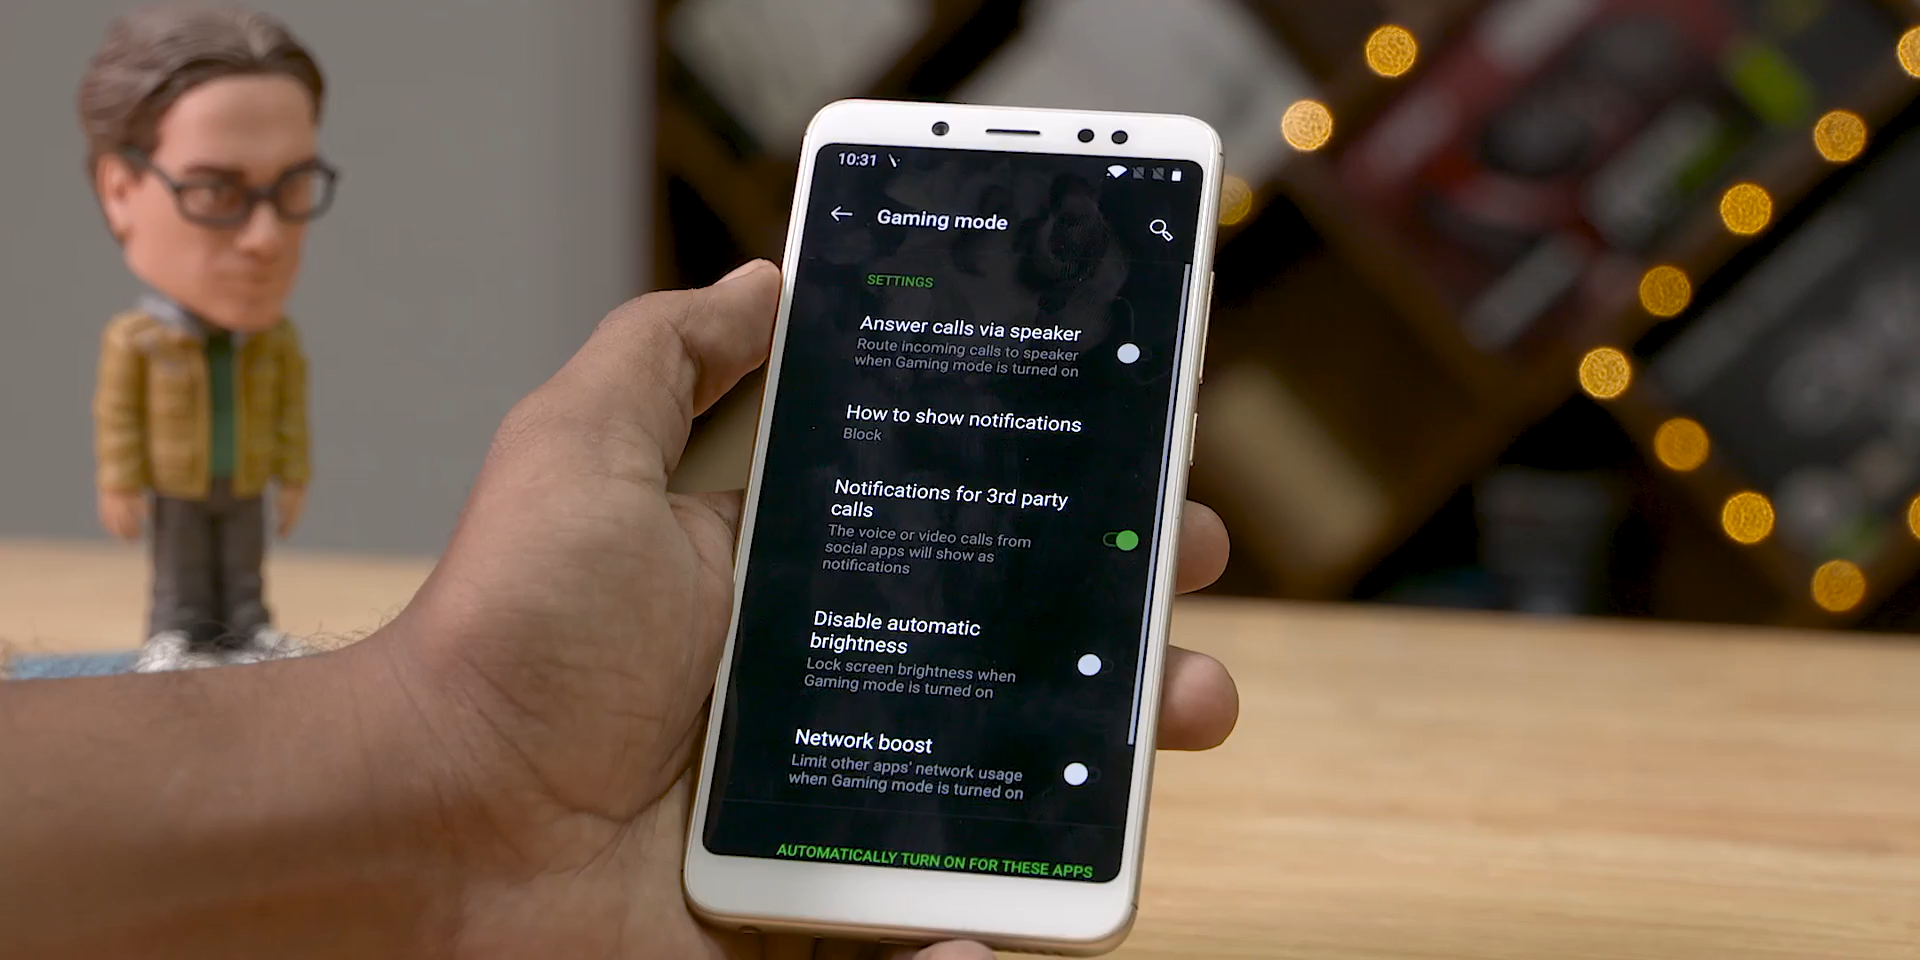 10:31
Gaming mode
SETTINGS
Answer calls via speaker
Route incoming calls to speaker
when Gaming mode is turned on
How to show notifications
Block
Notifications for 3rd party
calls
The voice or video calls from
social apps will show as
notifications
Disable automatic
brightness
Lock screen brightness when
Gaming mode is turned on
Network boost
Limit other apps' network usage
when Gaming mode is turned on
AUTOMATICALLY TURN ON FOR THESE APPS